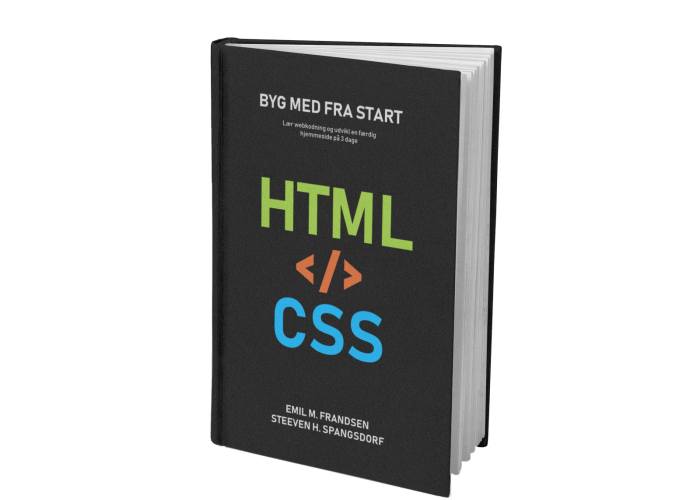 BYG MED FRA START
Lær webkodning og udvikl en færdig
hjemmeside på 3 dage
HTML
</>
CSS
EMIL M. FRANDSEN
STEEVEN H. SPANGSDORF